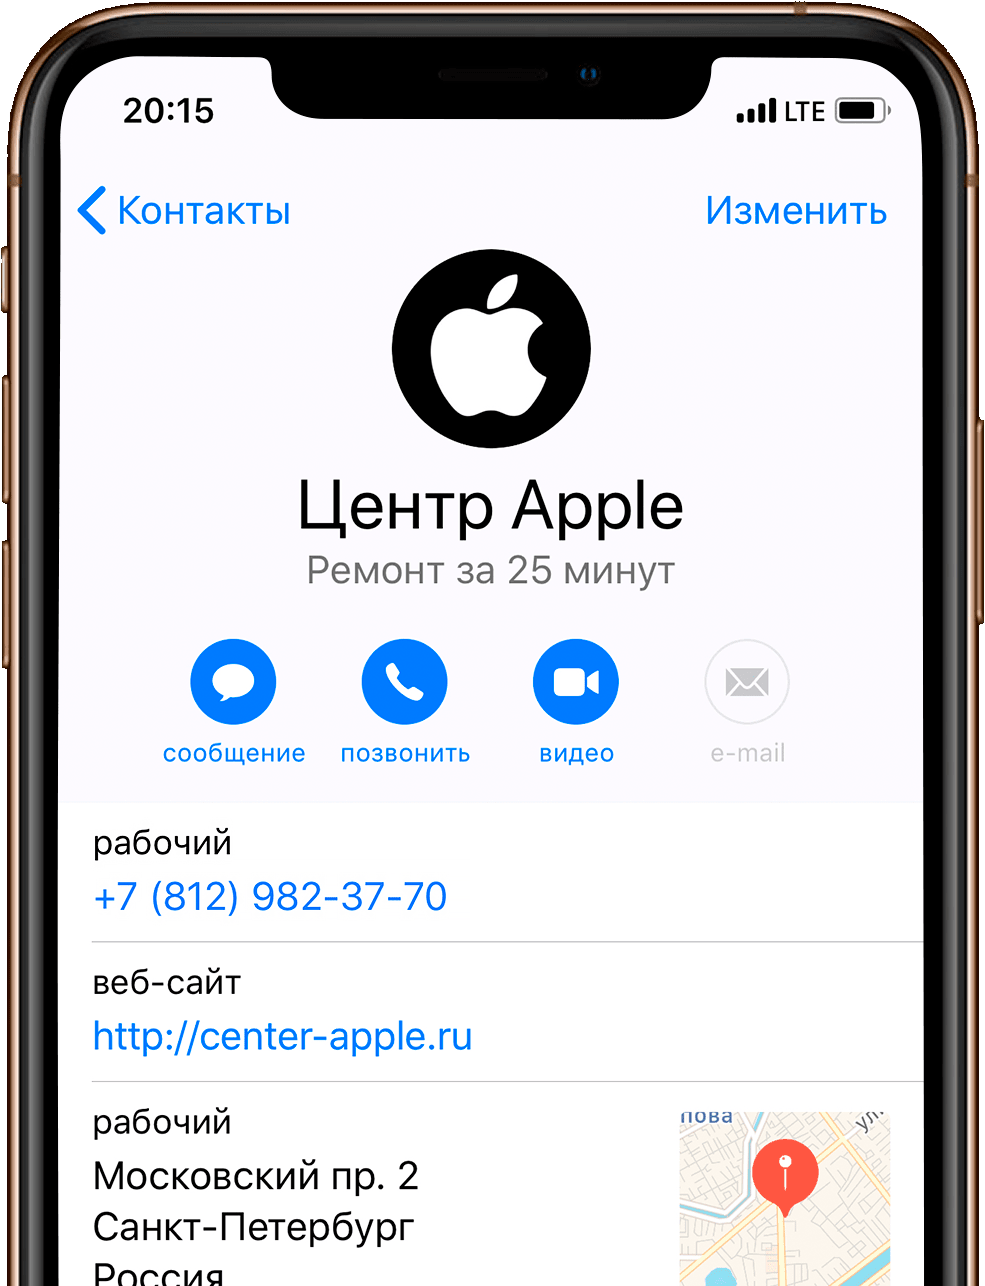 20:15 LTE
Контакты Изменить
Центр Apple
Ремонт за 25 минут
сообщение позвонить видео e-mail
рабочий
+7 (812) 982-37-70
веб-сайт
http://center-apple.ru
рабочий
Московский пр. 2
Санкт-Петербург
Россия
пова
ул.